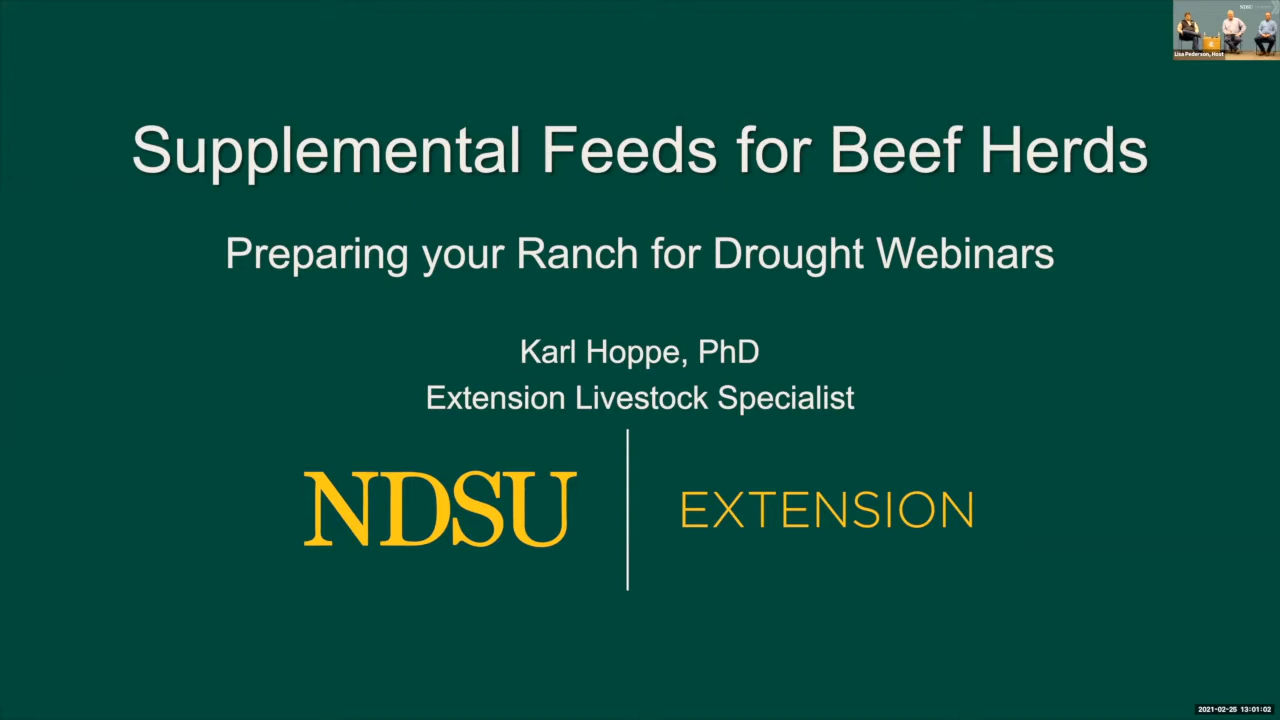 NDSU
Lisa Pederson, Host
Supplemental Feeds for Beef Herds
Preparing your Ranch for Drought Webinars
Karl Hoppe, PhD
Extension Livestock Specialist
NDSU
EXTENSION
2021-02-25 13:01:02